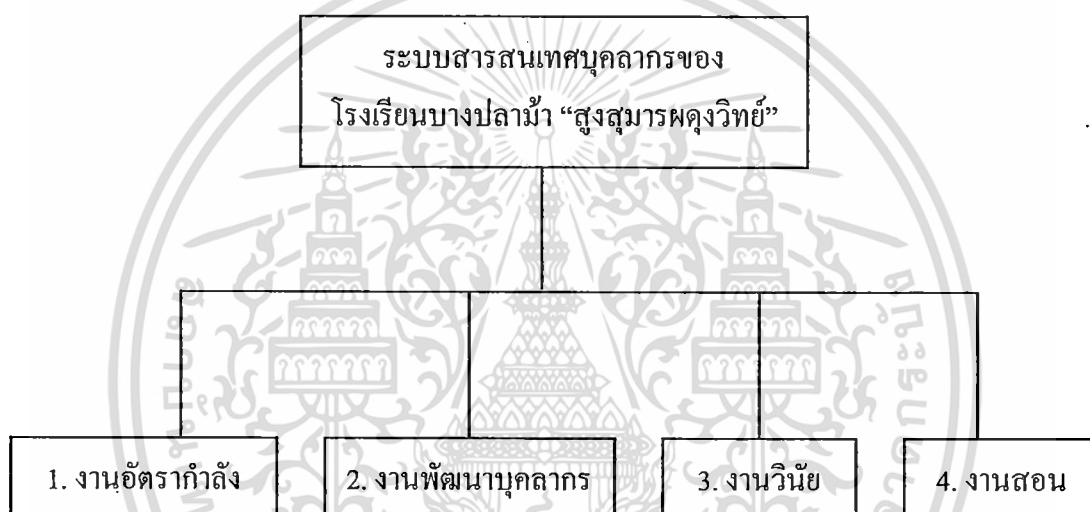 ระบบสารสนเทศบุคลากรของ
โรงเรียนบางปลาม้า “สูงสุมารผดุงวิทย์”
1. งานอัตรากำลัง
2. งานพัฒนาบุคลากร
3. งานวินัย
4. งานสอน